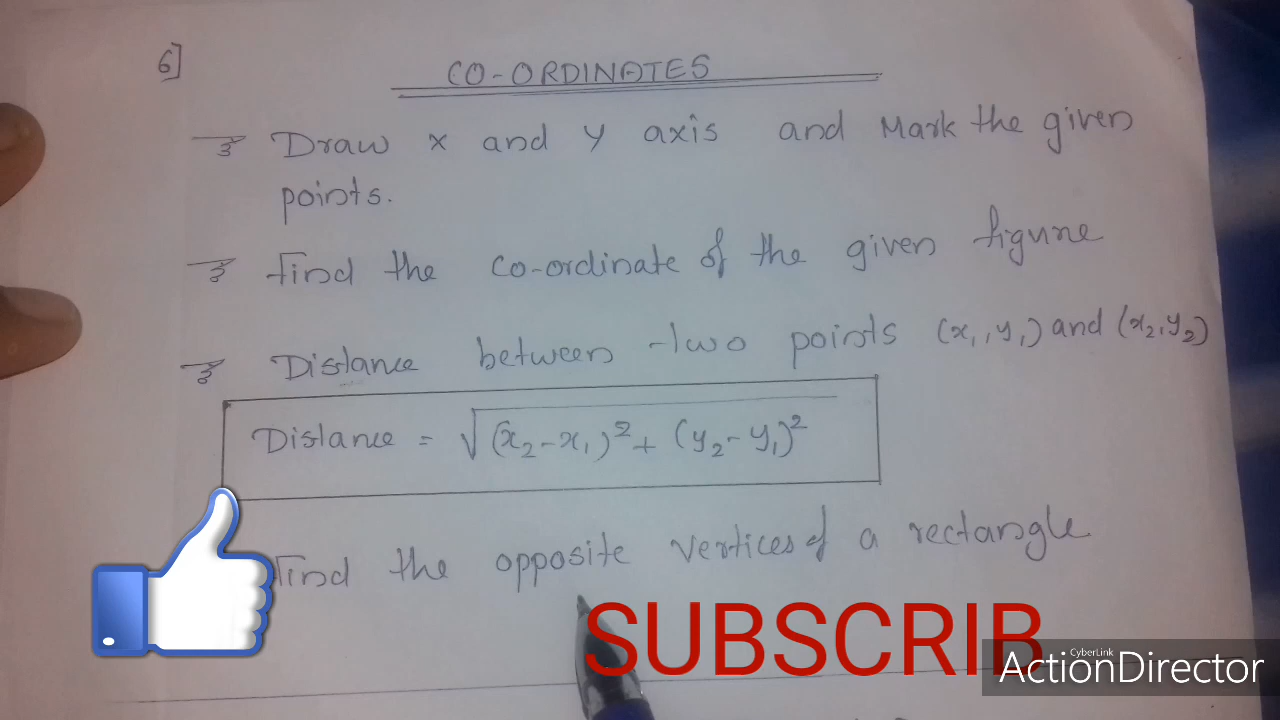 6]
CO-ORDINATES
Draw x and y axis and Mark the given
points.
Find the co-ordinate of the given figure
Distance between two points (x₁, y₁) and (x₂, y₂)
Distance = √(x₂-x₁)² + (y₂-y₁)²
Find the opposite vertices of a rectangle
SUBSCRIB
CyberLink
ActionDirector